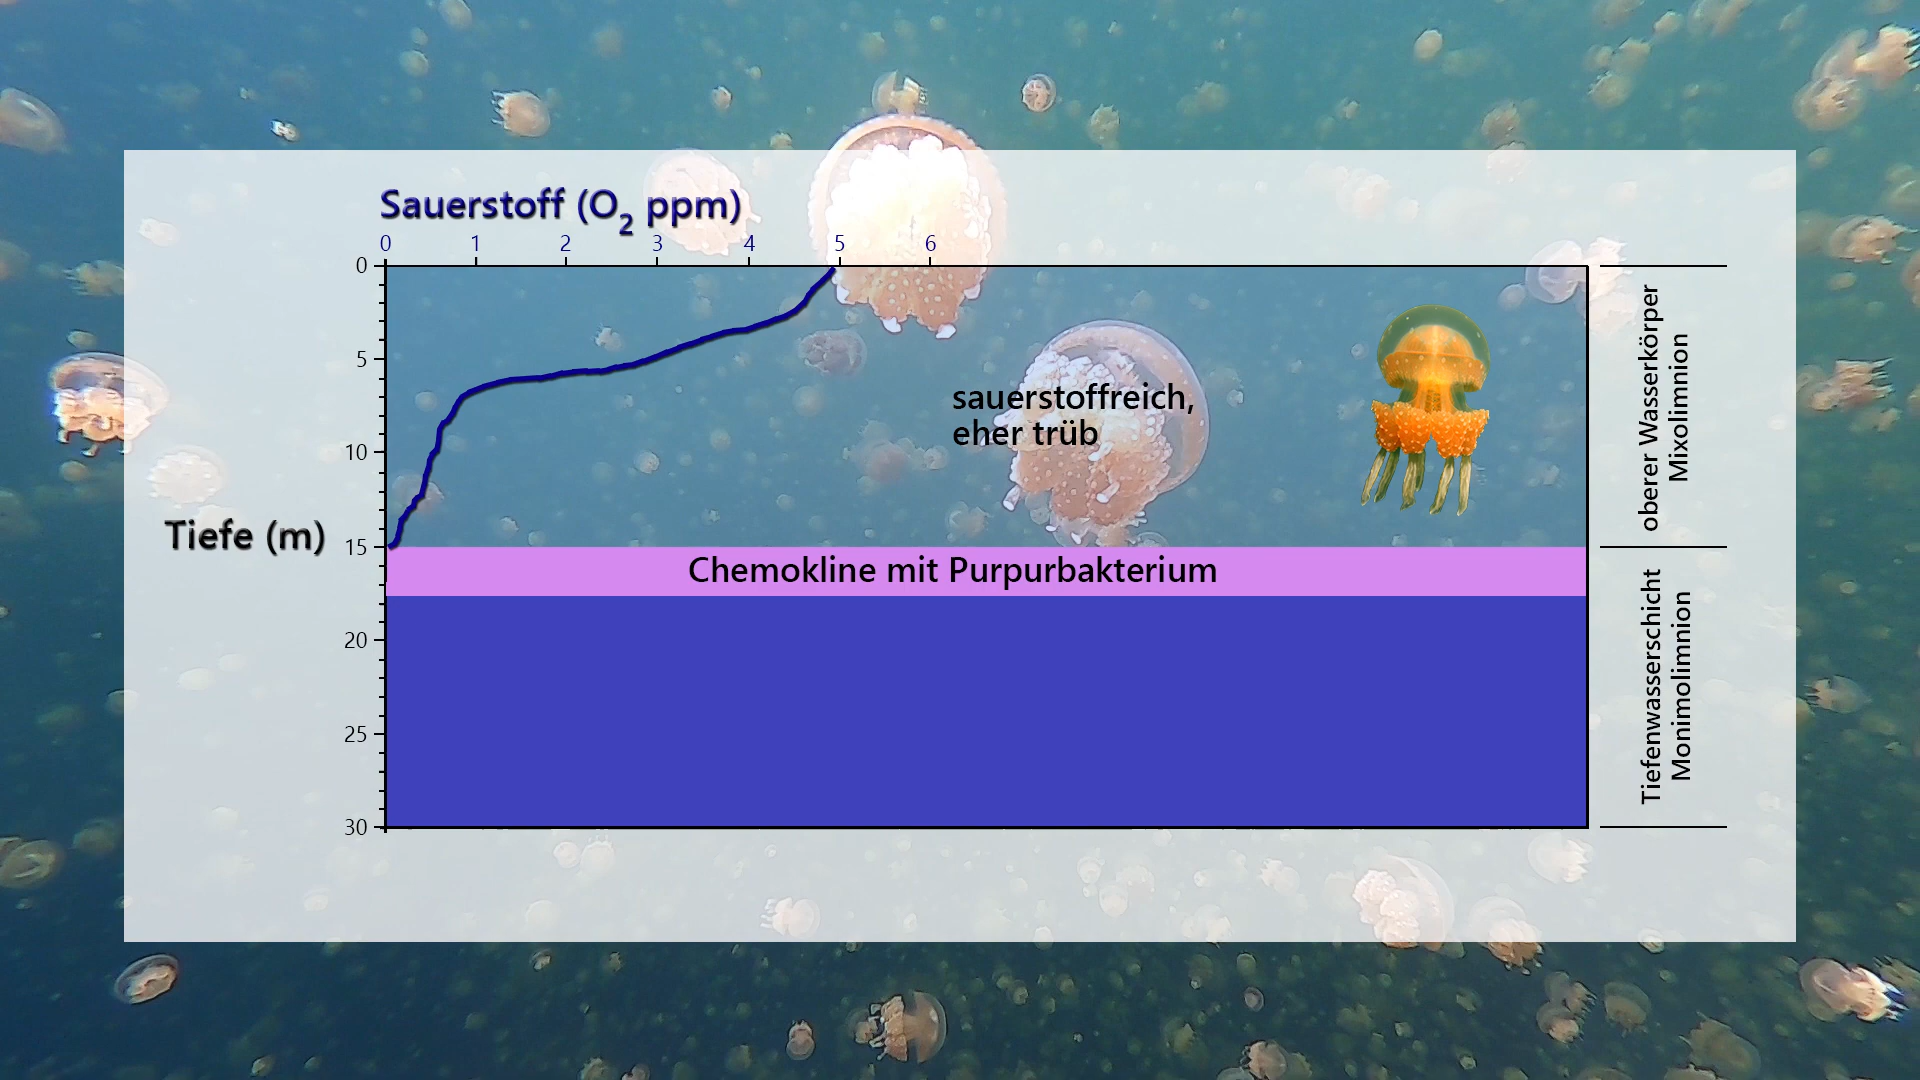 Sauerstoff (O2 ppm)
0 1 2 3 4 5 6
0
5
10
15
20
25
30
Tiefe (m)
sauerstoffreich,
eher trüb
Chemokline mit Purpurbakterium
oberer Wasserkörper
Mixolimnion
Tiefenwasserschicht
Monimolimnion